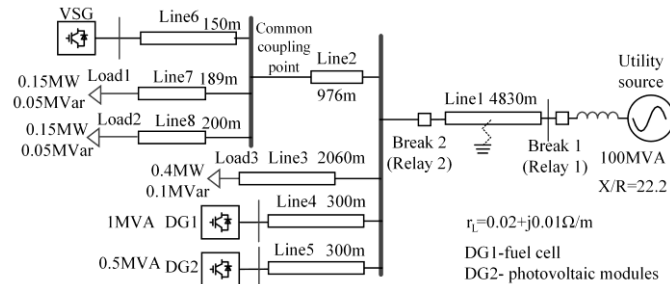 VSG
Line6
150m
Common
coupling
point
Line2
976m
0.15MW
0.05MVar
Load1
Line7
189m
0.15MW
0.05MVar
Load2
Line8
200m
Line1 4830m
Utility
source
Break 2
(Relay 2)
Break 1
(Relay 1)
100MVA
X/R=22.2
0.4MW
0.1MVar
Load3
Line3
2060m
1MVA
DG1
Line4
300m
0.5MVA
DG2
Line5
300m
r_L=0.02+j0.01Ω/m
DG1-fuel cell
DG2- photovoltaic modules